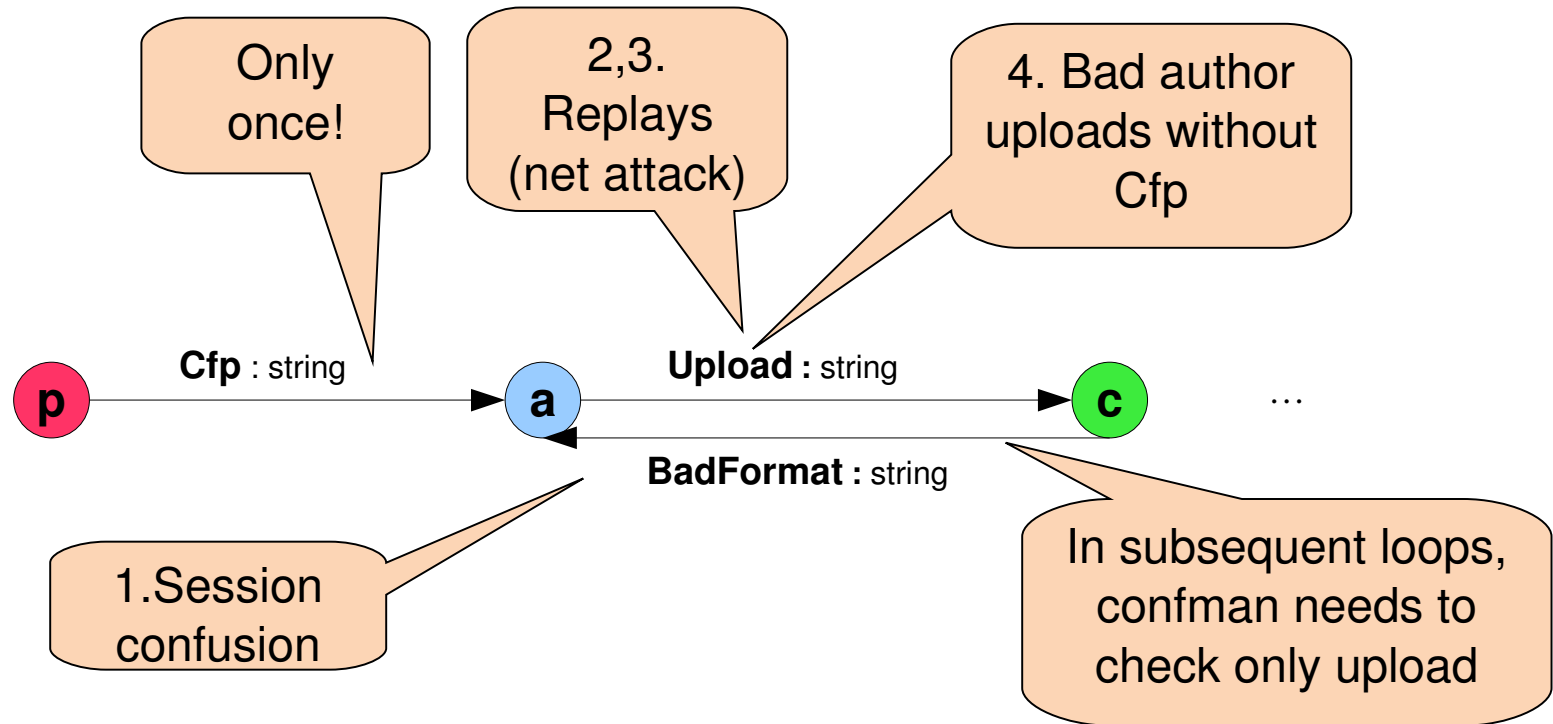 Only
once!
2,3.
Replays
(net attack)
4. Bad author
uploads without
Cfp
Cfp : string
Upload : string
p
a
c
...
BadFormat : string
1.Session
confusion
In subsequent loops,
confman needs to
check only upload